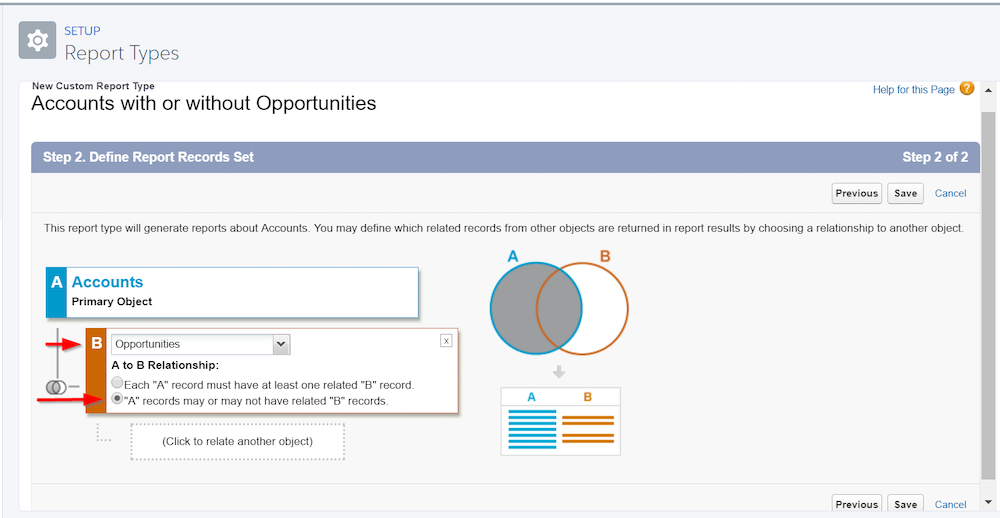 SETUP
Report Types
New Custom Report Type
Accounts with or without Opportunities
Help for this Page ?
Step 2. Define Report Records Set
Step 2 of 2
Previous Save Cancel
This report type will generate reports about Accounts. You may define which related records from other objects are returned in report results by choosing a relationship to another object.
A Accounts
Primary Object
B Opportunities x
A to B Relationship:
Each "A" record must have at least one related "B" record.
"A" records may or may not have related "B" records.
(Click to relate another object)
A B
A B
Previous Save Cancel